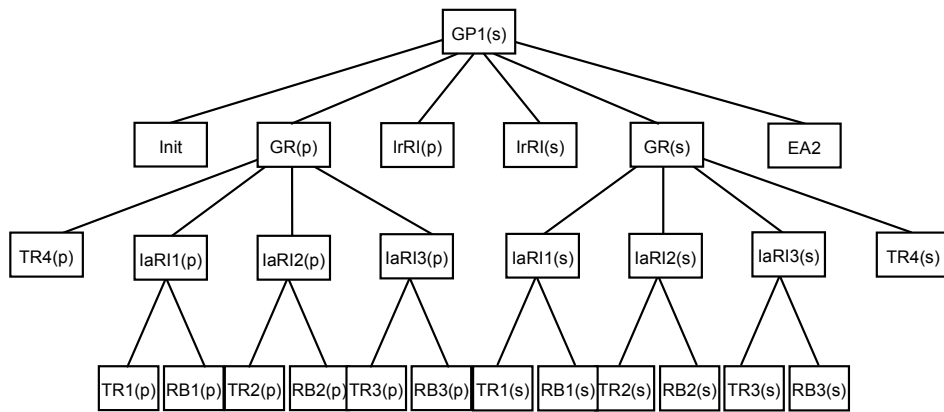 GP1(s)
Init
GR(p)
IrRI(p)
IrRI(s)
GR(s)
EA2
TR4(p)
IaRI1(p)
IaRI2(p)
IaRI3(p)
IaRI1(s)
IaRI2(s)
IaRI3(s)
TR4(s)
TR1(p)
RB1(p)
TR2(p)
RB2(p)
TR3(p)
RB3(p)
TR1(s)
RB1(s)
TR2(s)
RB2(s)
TR3(s)
RB3(s)